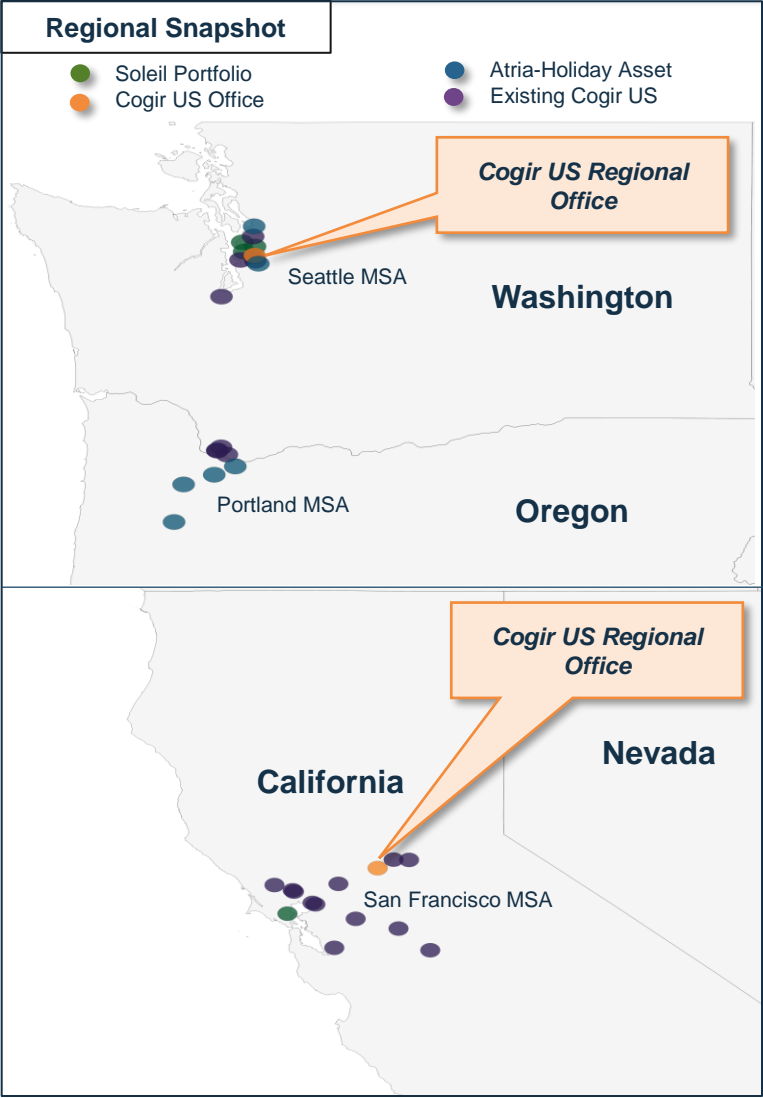 Regional Snapshot
Soleil Portfolio
Atria-Holiday Asset
Cogir US Office
Existing Cogir US
Cogir US Regional
Office
Seattle MSA
Washington
Portland MSA
Oregon
Cogir US Regional
Office
Nevada
California
San Francisco MSA